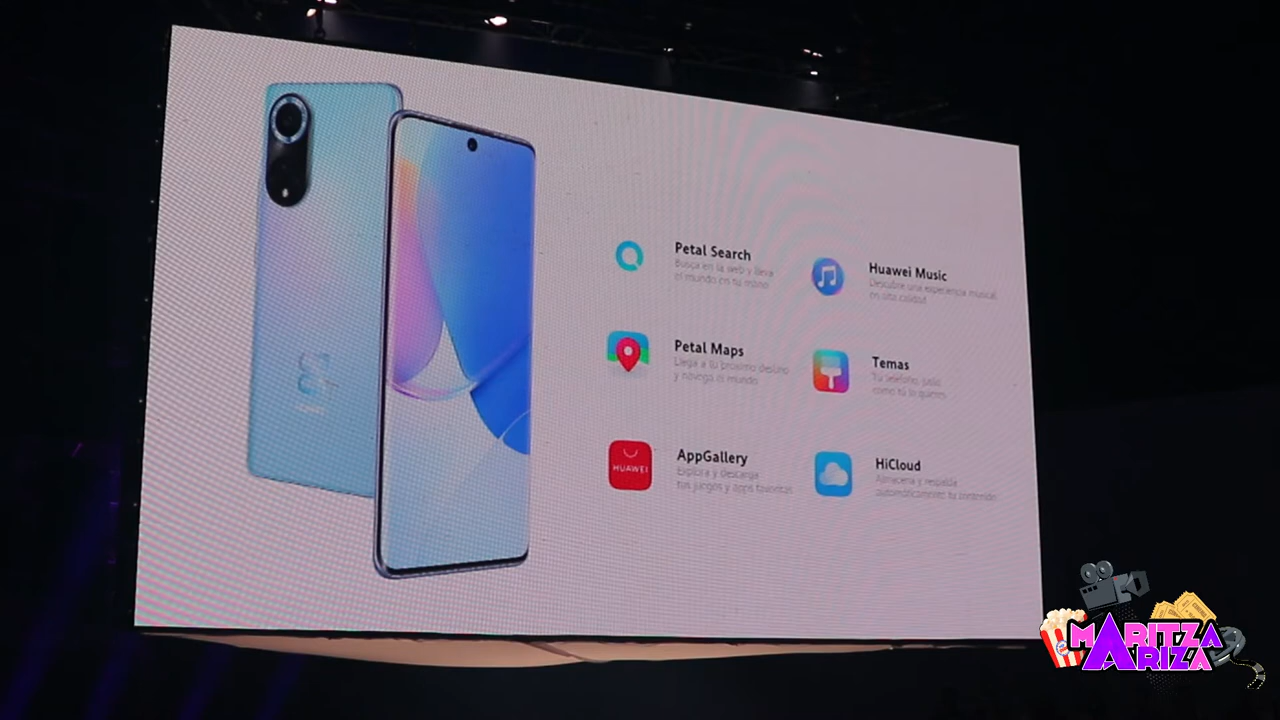 Petal Search
Busca en la web y lleva
el mundo en tu mano
Huawei Music
Descubre una experiencia musical
en alta calidad
Petal Maps
Llega a tu próximo destino
y navega el mundo
Temas
Tu teléfono, justo
como tú lo quieres
HUAWEI
AppGallery
Explora y descarga
tus juegos y apps favoritas
HiCloud
Almacena y respalda
automáticamente tu contenido
MARITZA
ARIZA